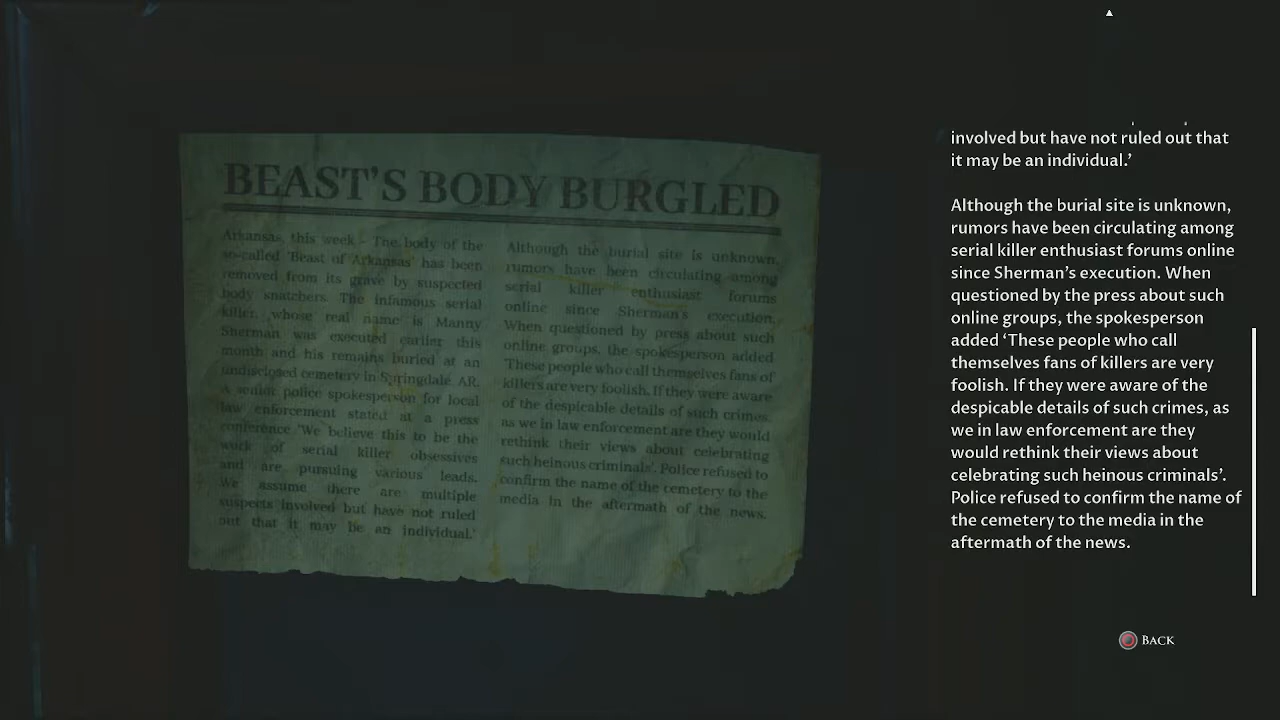 BEAST'S BODY BURGLED
Arkansas, this week - The body of the
so-called 'Beast of Arkansas' has been
removed from its grave by suspected
body snatchers. The infamous serial
killer, whose real name is Manny
Sherman was executed earlier this
month and his remains buried at an
undisclosed cemetery in Springdale AR.
A senior police spokesperson for local
law enforcement stated at a press
conference 'We believe this to be the
work of serial killer obsessives
and are pursuing various leads.
We assume there are multiple
suspects involved but have not ruled
out that it may be an individual.'
Although the burial site is unknown,
rumors have been circulating among
serial killer enthusiast forums
online since Sherman's execution.
When questioned by press about such
online groups, the spokesperson added
'These people who call themselves fans of
killers are very foolish. If they were aware
of the despicable details of such crimes,
as we in law enforcement are they would
rethink their views about celebrating
such heinous criminals'. Police refused to
confirm the name of the cemetery to the
media in the aftermath of the news.
involved but have not ruled out that
it may be an individual.'
Although the burial site is unknown,
rumors have been circulating among
serial killer enthusiast forums online
since Sherman's execution. When
questioned by the press about such
online groups, the spokesperson
added 'These people who call
themselves fans of killers are very
foolish. If they were aware of the
despicable details of such crimes, as
we in law enforcement are they
would rethink their views about
celebrating such heinous criminals'.
Police refused to confirm the name of
the cemetery to the media in the
aftermath of the news.
BACK